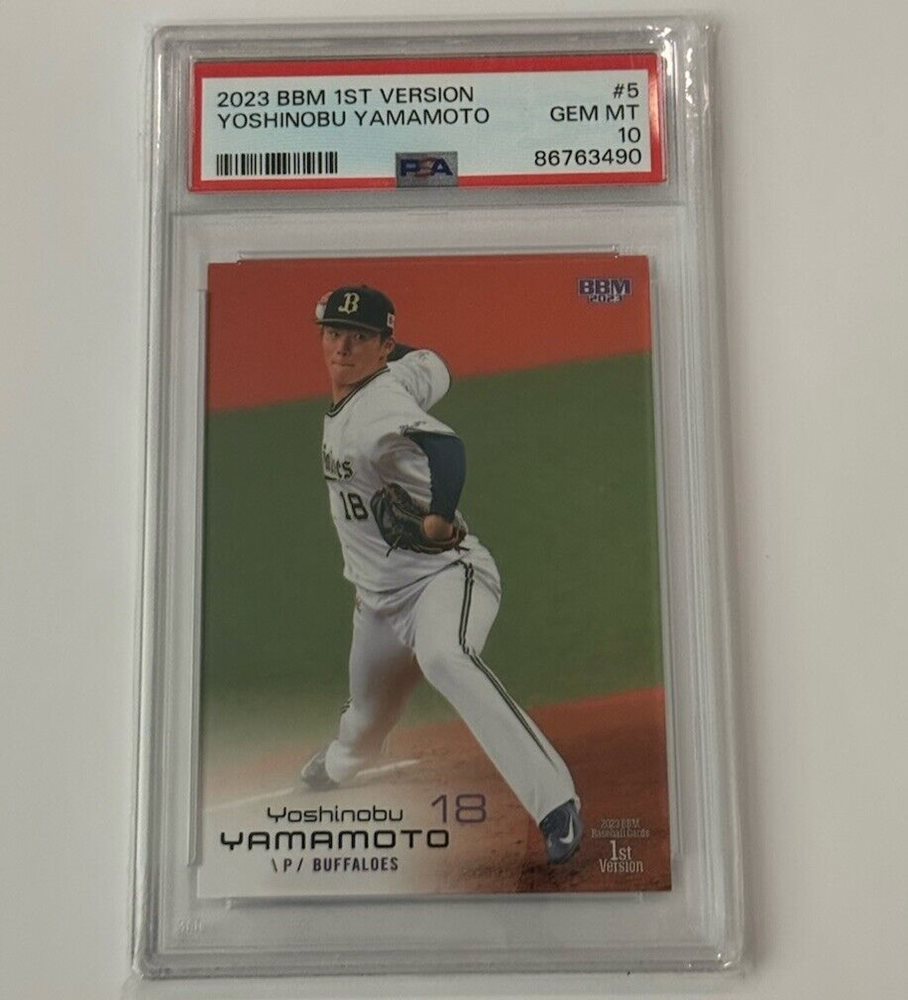 2023 BBM 1ST VERSION
#5
YOSHINOBU YAMAMOTO
GEM MT
10
PSA
86763490
BBM
2023
B
18
Yoshinobu
18
YAMAMOTO
\P/ BUFFALOES
2023 BBM
Baseball Cards
1st
Version